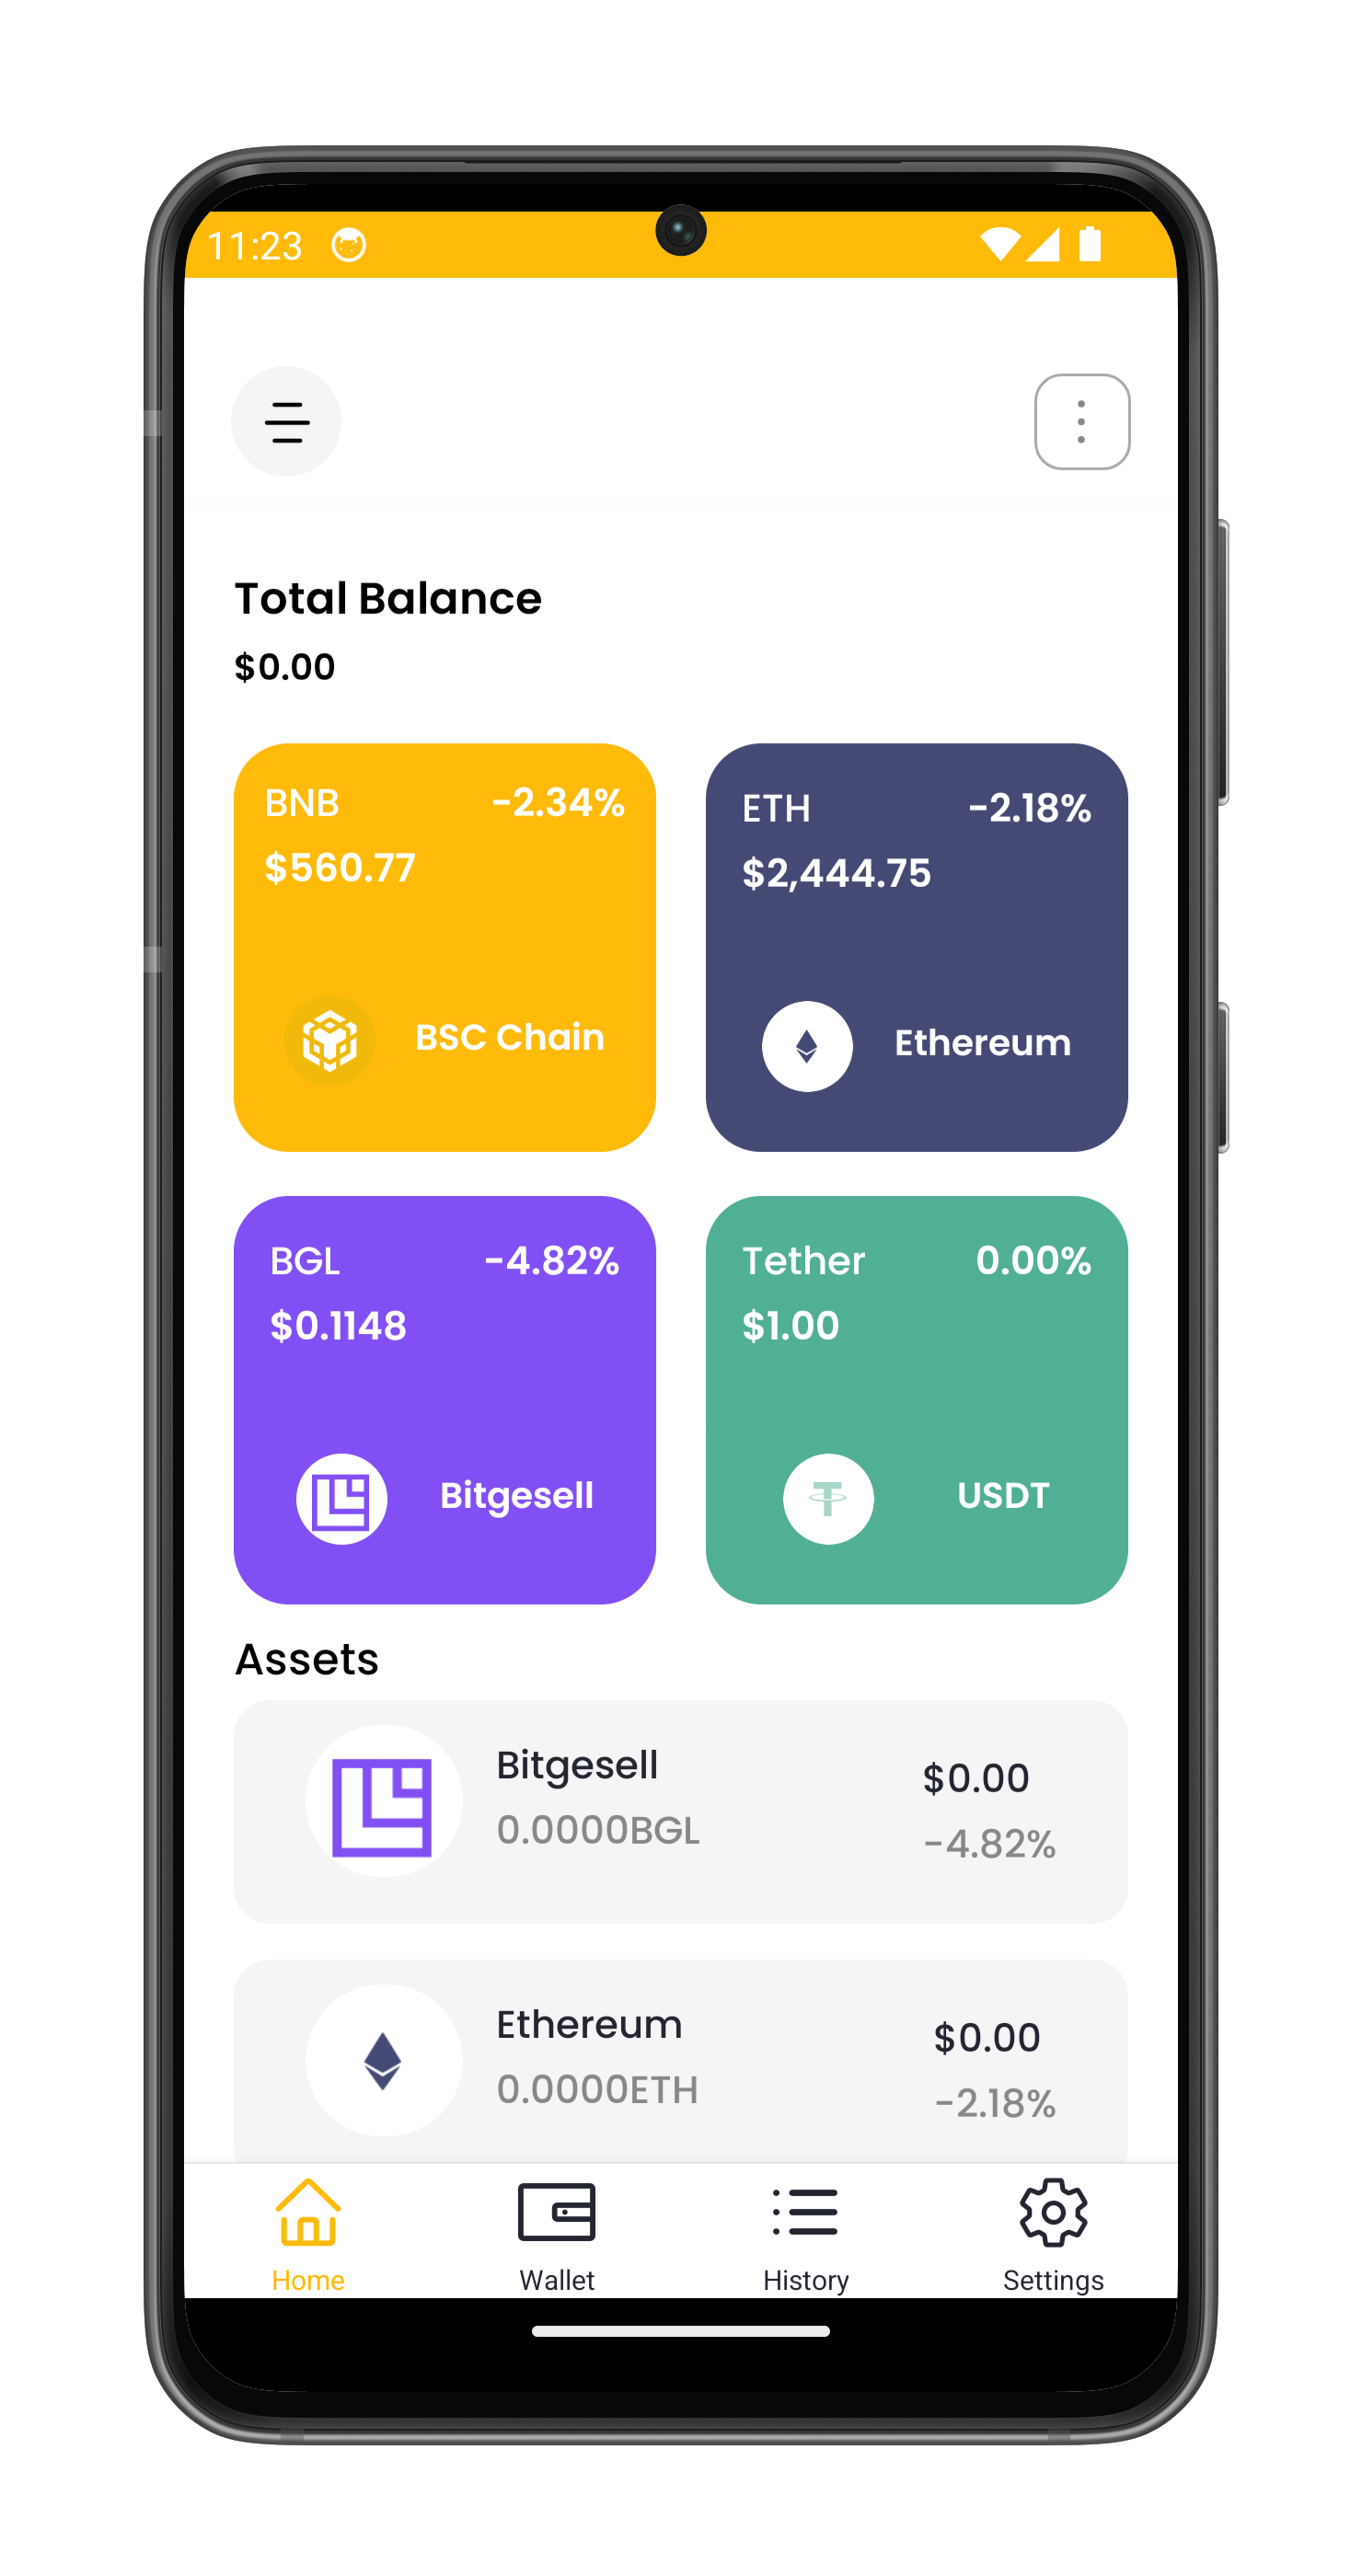 11:23
Total Balance
$0.00
BNB -2.34%
$560.77
BSC Chain
ETH -2.18%
$2,444.75
Ethereum
BGL -4.82%
$0.1148
Bitgesell
Tether 0.00%
$1.00
USDT
Assets
Bitgesell
$0.00
0.0000BGL
-4.82%
Ethereum
$0.00
0.0000ETH
-2.18%
Home Wallet History Settings